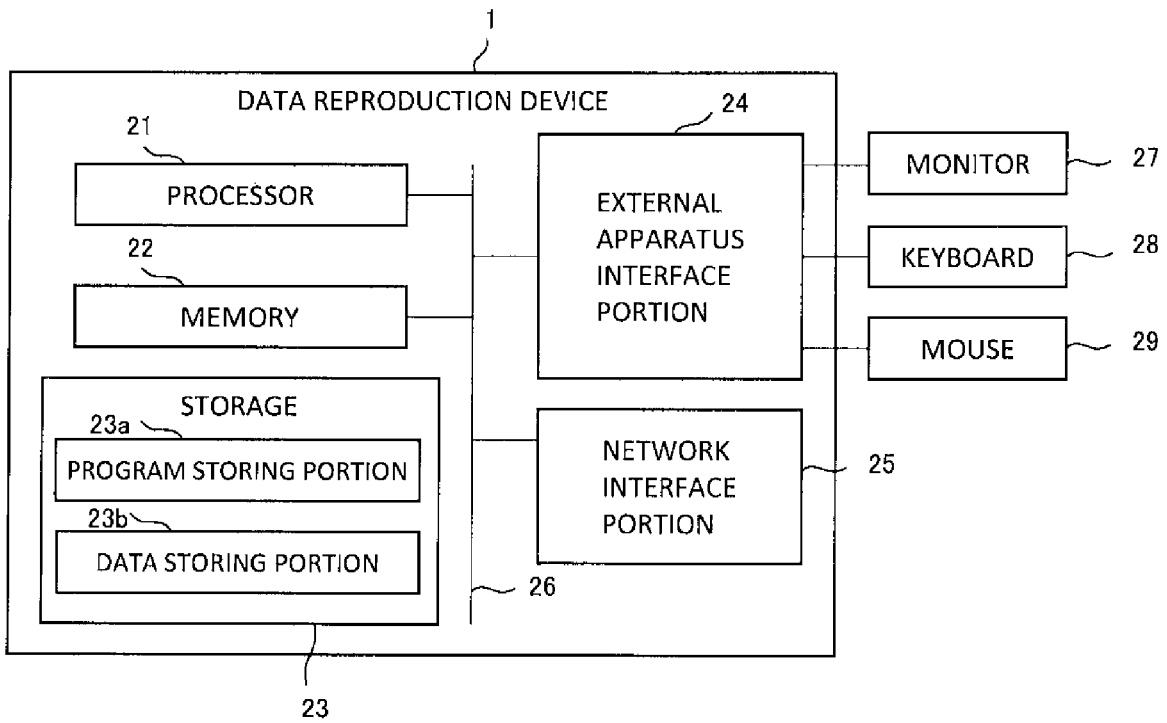 1
DATA REPRODUCTION DEVICE
21
PROCESSOR
22
MEMORY
STORAGE
23a
PROGRAM STORING PORTION
23b
DATA STORING PORTION
23
26
24
EXTERNAL
APPARATUS
INTERFACE
PORTION
NETWORK
INTERFACE
PORTION
25
MONITOR
27
KEYBOARD
28
MOUSE
29